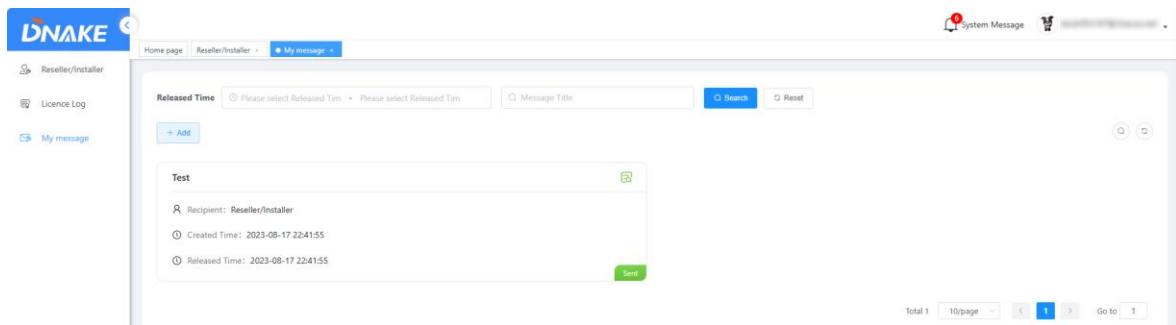 DNAKE
6
System Message
Home page Reseller/Installer × My message ×
Reseller/Installer
Licence Log
My message
Released Time Please select Released Tim - Please select Released Tim Message Title Search Reset
+ Add
Test
Recipient: Reseller/Installer
Created Time: 2023-08-17 22:41:55
Released Time: 2023-08-17 22:41:55
Sent
Total 1 10/page < 1 > Go to 1